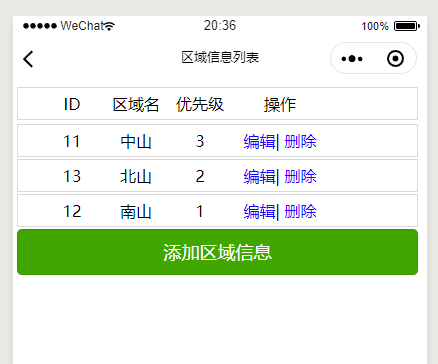 WeChat 20:36 100%
区域信息列表
ID 区域名 优先级 操作
11 中山 3 编辑| 删除
13 北山 2 编辑| 删除
12 南山 1 编辑| 删除
添加区域信息